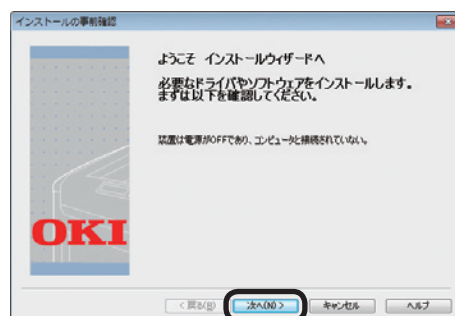 インストールの事前確認
ようこそ インストールウィザードへ
必要なドライバやソフトウェアをインストールします。
まずは以下を確認してください。
装置は電源がOFFであり、コンピュータと接続されていない。
OKI
< 戻る(B)
次へ(N) >
キャンセル
ヘルプ